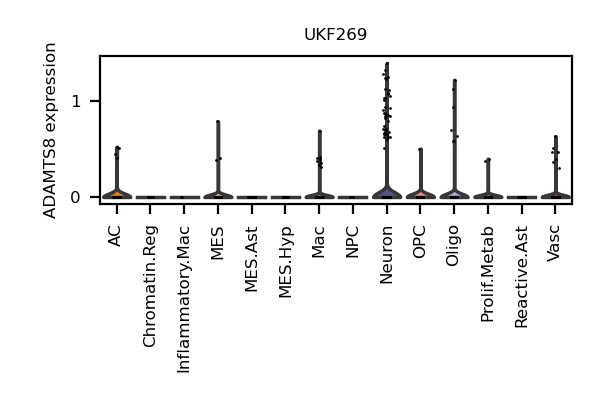 UKF269
ADAMTS8 expression
1
0
AC
Chromatin.Reg
Inflammatory.Mac
MES
MES.Ast
MES.Hyp
Mac
NPC
Neuron
OPC
Oligo
Prolif.Metab
Reactive.Ast
Vasc